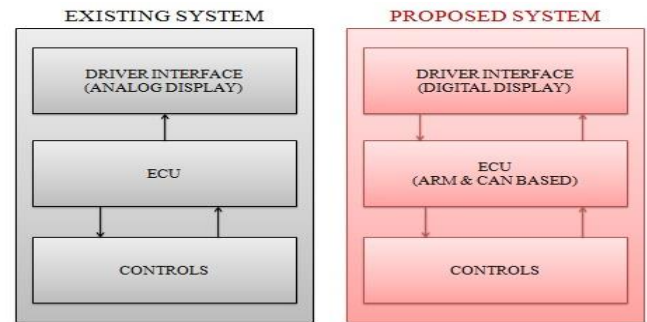 EXISTING SYSTEM
DRIVER INTERFACE
(ANALOG DISPLAY)
ECU
CONTROLS
PROPOSED SYSTEM
DRIVER INTERFACE
(DIGITAL DISPLAY)
ECU
(ARM & CAN BASED)
CONTROLS